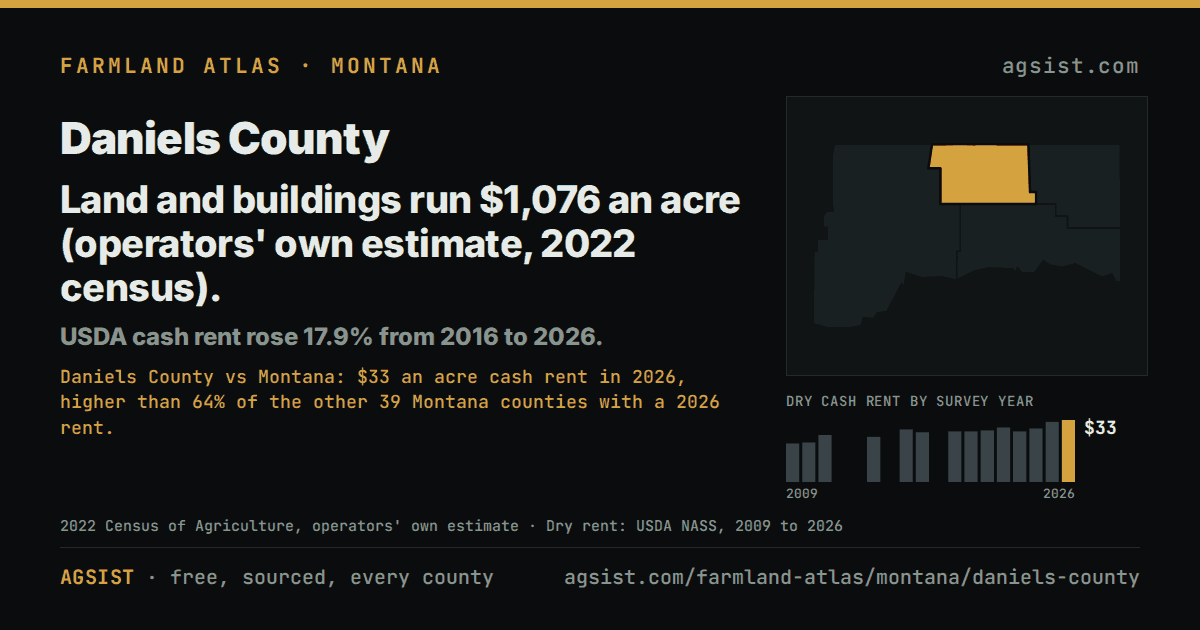 FARMLAND ATLAS · MONTANA
agsist.com
Daniels County
Land and buildings run $1,076 an acre
(operators' own estimate, 2022
census).
USDA cash rent rose 17.9% from 2016 to 2026.
Daniels County vs Montana: $33 an acre cash rent in 2026,
higher than 64% of the other 39 Montana counties with a 2026
rent.
DRY CASH RENT BY SURVEY YEAR
$33
2009
2026
2022 Census of Agriculture, operators' own estimate · Dry rent: USDA NASS, 2009 to 2026
AGSIST · free, sourced, every county
agsist.com/farmland-atlas/montana/daniels-county